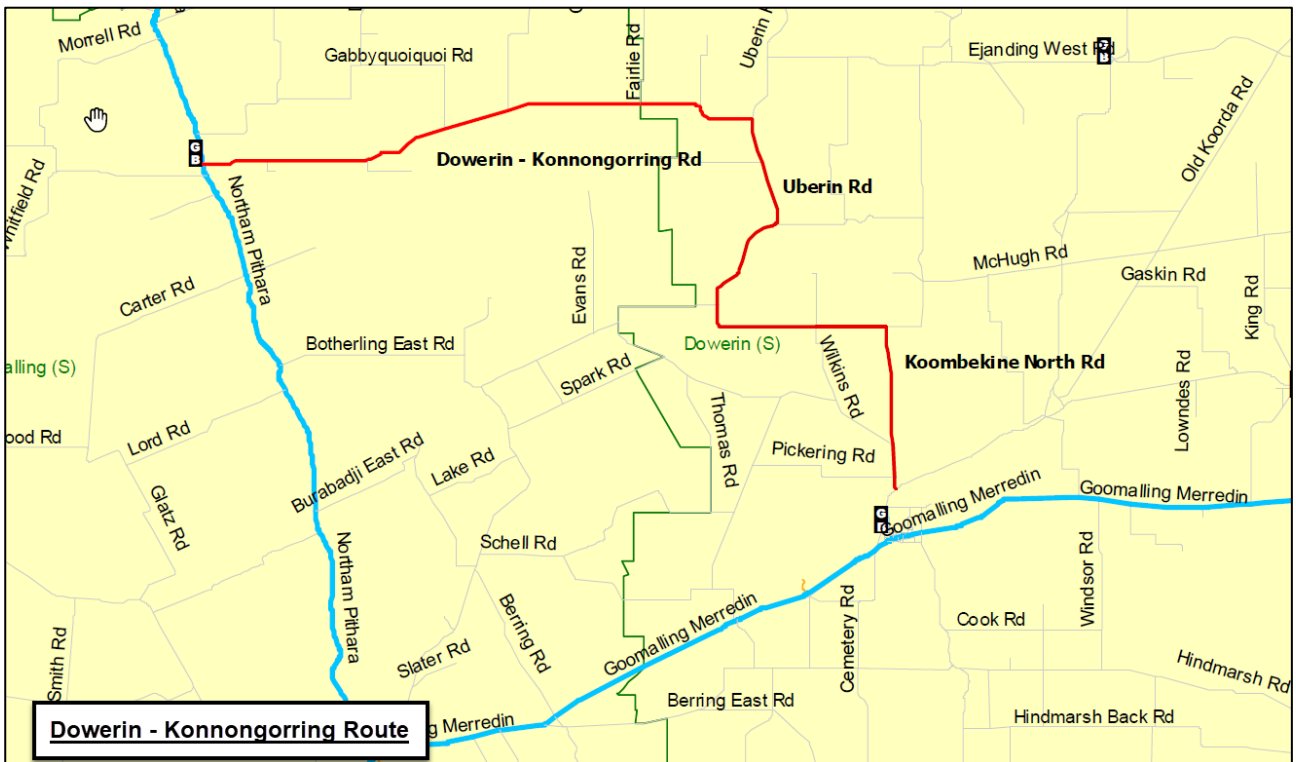 Morrell Rd
Gabbyquoiquoi Rd
Fairlie Rd
Uberin
Ejanding West Rd
G
B
Old Koorda Rd
G
B
Whitfield Rd
Dowerin - Konnongorring Rd
Uberin Rd
Northam Pithara
McHugh Rd
Gaskin Rd
King Rd
Carter Rd
Evans Rd
Botherling East Rd
Dowerin (S)
Wilkins Rd
Koombekine North Rd
alling (S)
Spark Rd
Thomas Rd
Lowndes Rd
ood Rd
Lord Rd
Burabadji East Rd
Lake Rd
Pickering Rd
Glatz Rd
Goomalling Merredin
Goomalling Merredin
G
Schell Rd
Northam Pithara
Berring Rd
Windsor Rd
Cook Rd
Cemetery Rd
Goomalling Merredin
Smith Rd
Slater Rd
Hindmarsh Rd
Berring East Rd
Hindmarsh Back Rd
g Merredin
Dowerin - Konnongorring Route